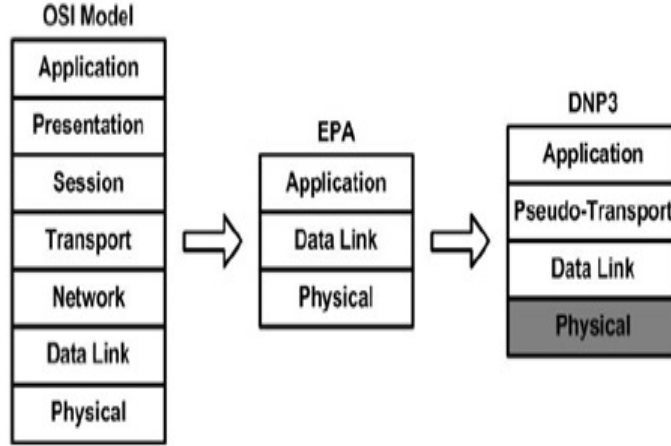 OSI Model
Application
Presentation
Session
Transport
Network
Data Link
Physical
EPA
Application
Data Link
Physical
DNP3
Application
Pseudo-Transport
Data Link
Physical